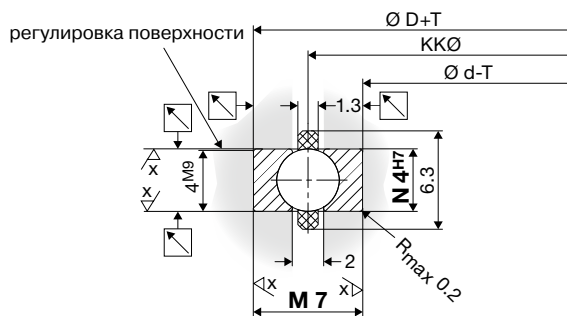 Ø D+T
регулировка поверхности
KKØ
Ø d-T
1.3
x
x
4M9
N 4H7
6.3
2
Rmax 0.2
x
x
M 7